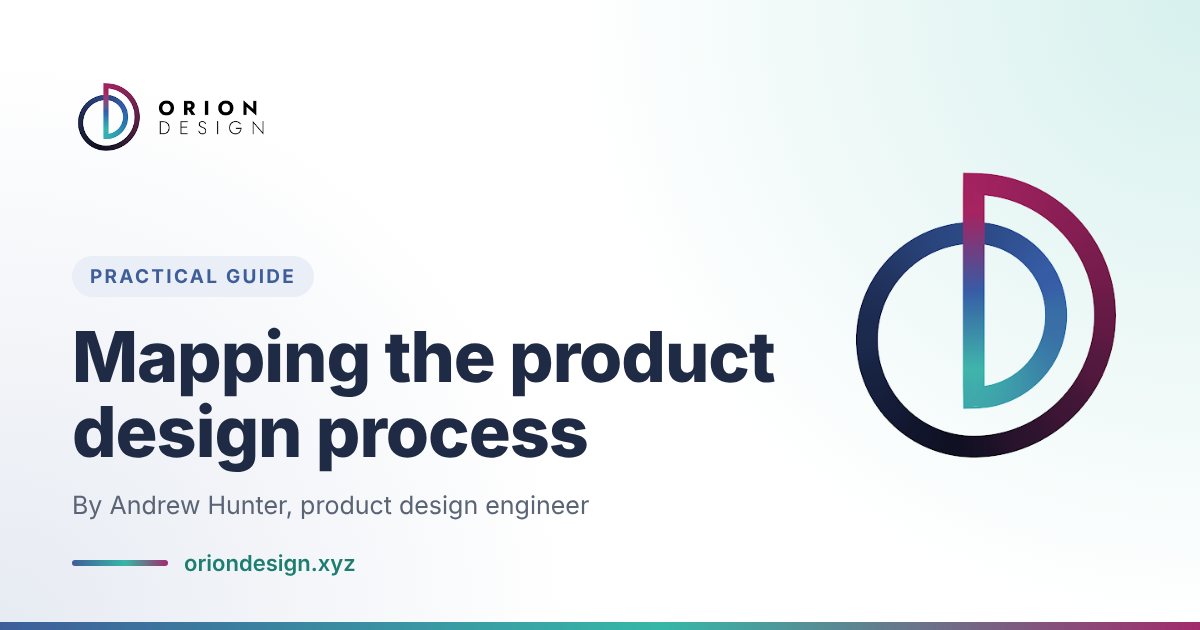 ORION
DESIGN
PRACTICAL GUIDE
Mapping the product
design process
By Andrew Hunter, product design engineer
oriondesign.xyz